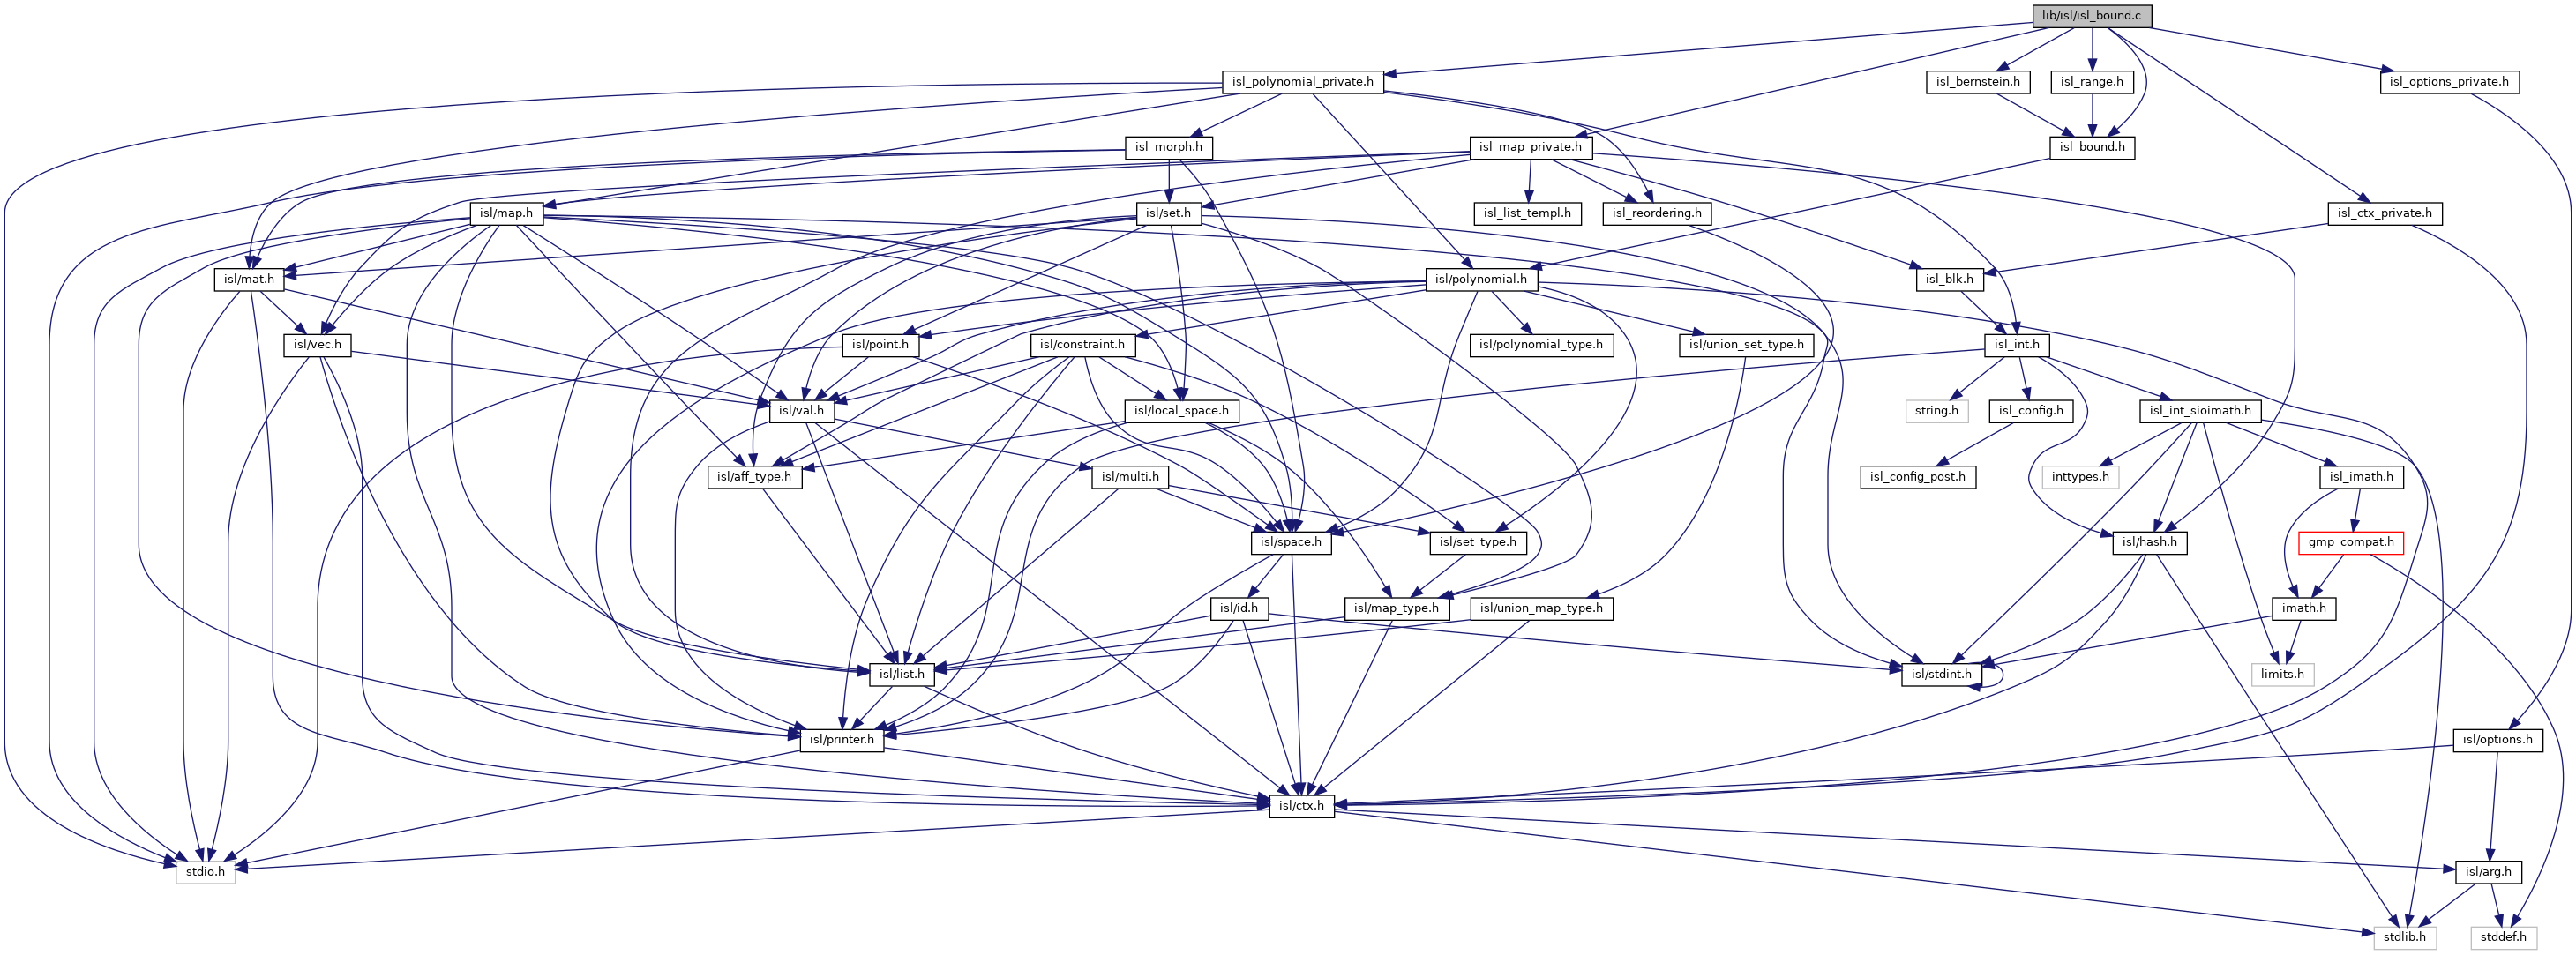 lib/isl/isl_bound.c
isl_polynomial_private.h
isl_bernstein.h
isl_range.h
isl_options_private.h
isl_morph.h
isl_map_private.h
isl_bound.h
isl/map.h
isl/set.h
isl_list_templ.h
isl_reordering.h
isl_ctx_private.h
isl/mat.h
isl/polynomial.h
isl_blk.h
isl/vec.h
isl/point.h
isl/constraint.h
isl/polynomial_type.h
isl/union_set_type.h
isl_int.h
isl/val.h
isl/local_space.h
string.h
isl_config.h
isl_int_sioimath.h
isl/aff_type.h
isl/multi.h
isl_config_post.h
inttypes.h
isl_imath.h
isl/space.h
isl/set_type.h
isl/hash.h
gmp_compat.h
isl/id.h
isl/map_type.h
isl/union_map_type.h
imath.h
isl/list.h
isl/stdint.h
limits.h
isl/printer.h
isl/options.h
isl/ctx.h
stdio.h
isl/arg.h
stdlib.h
stddef.h